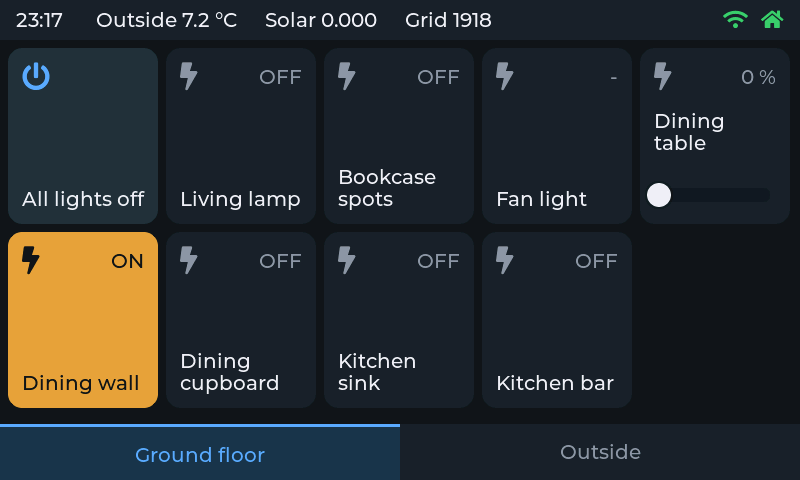 23:17 Outside 7.2 °C Solar 0.000 Grid 1918
OFF OFF - 0 %
Dining
table
All lights off Living lamp Bookcase
spots Fan light
ON OFF OFF OFF
Dining wall Dining
cupboard Kitchen
sink Kitchen bar
Ground floor Outside